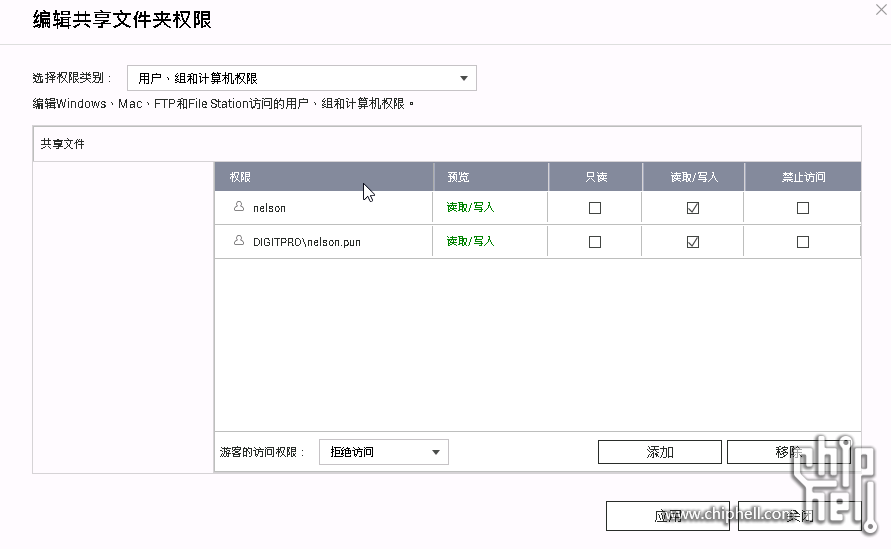 编辑共享文件夹权限
选择权限类别： 用户、组和计算机权限
编辑Windows、Mac、FTP和File Station访问的用户、组和计算机权限。
共享文件
权限 预览 只读 读取/写入 禁止访问
nelson 读取/写入
DIGITPRO\nelson.pun 读取/写入
游客的访问权限： 拒绝访问 添加 移除
应用 关闭
chip hell
www.chiphell.com